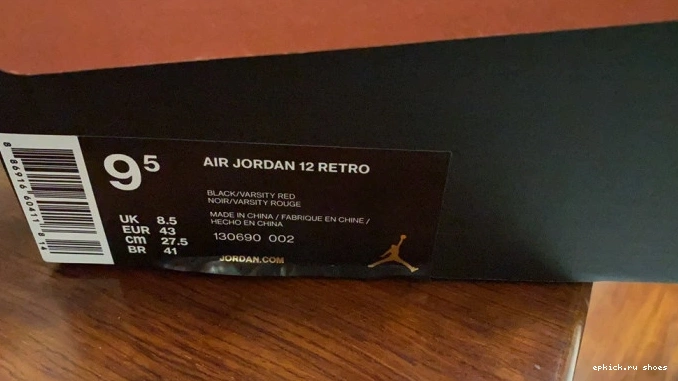 9⁵
AIR JORDAN 12 RETRO
BLACK/VARSITY RED
NOIR/VARSITY ROUGE
UK 8.5
EUR 43
cm 27.5
BR 41
MADE IN CHINA / FABRIQUE EN CHINE /
HECHO EN CHINA
130690 002
JORDAN.COM
epkick.ru shoes